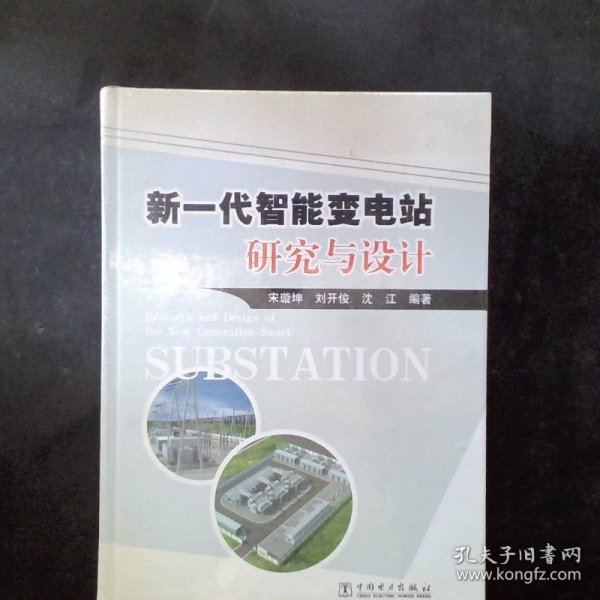 新一代智能变电站
研究与设计
宋璇坤 刘开俊 沈江 编著
Research and Design of
the New Generation Smart
SUBSTATION
中国电力出版社
CHINA ELECTRIC POWER PRESS
孔夫子旧书网
www.kongfz.com